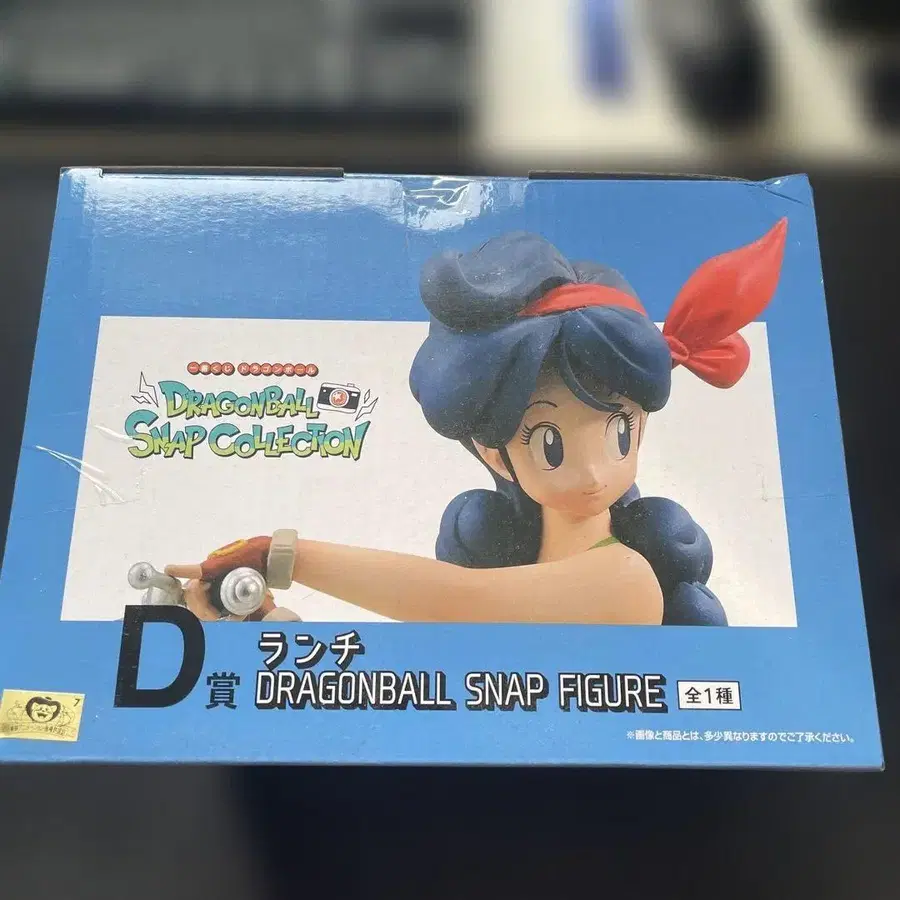 一番くじ ドラゴンボール
DRAGONBALL
SNAP COLLECTION
D賞
ランチ
DRAGONBALL SNAP FIGURE
全1種
※画像と商品とは、多少異なりますのでご了承ください。
7